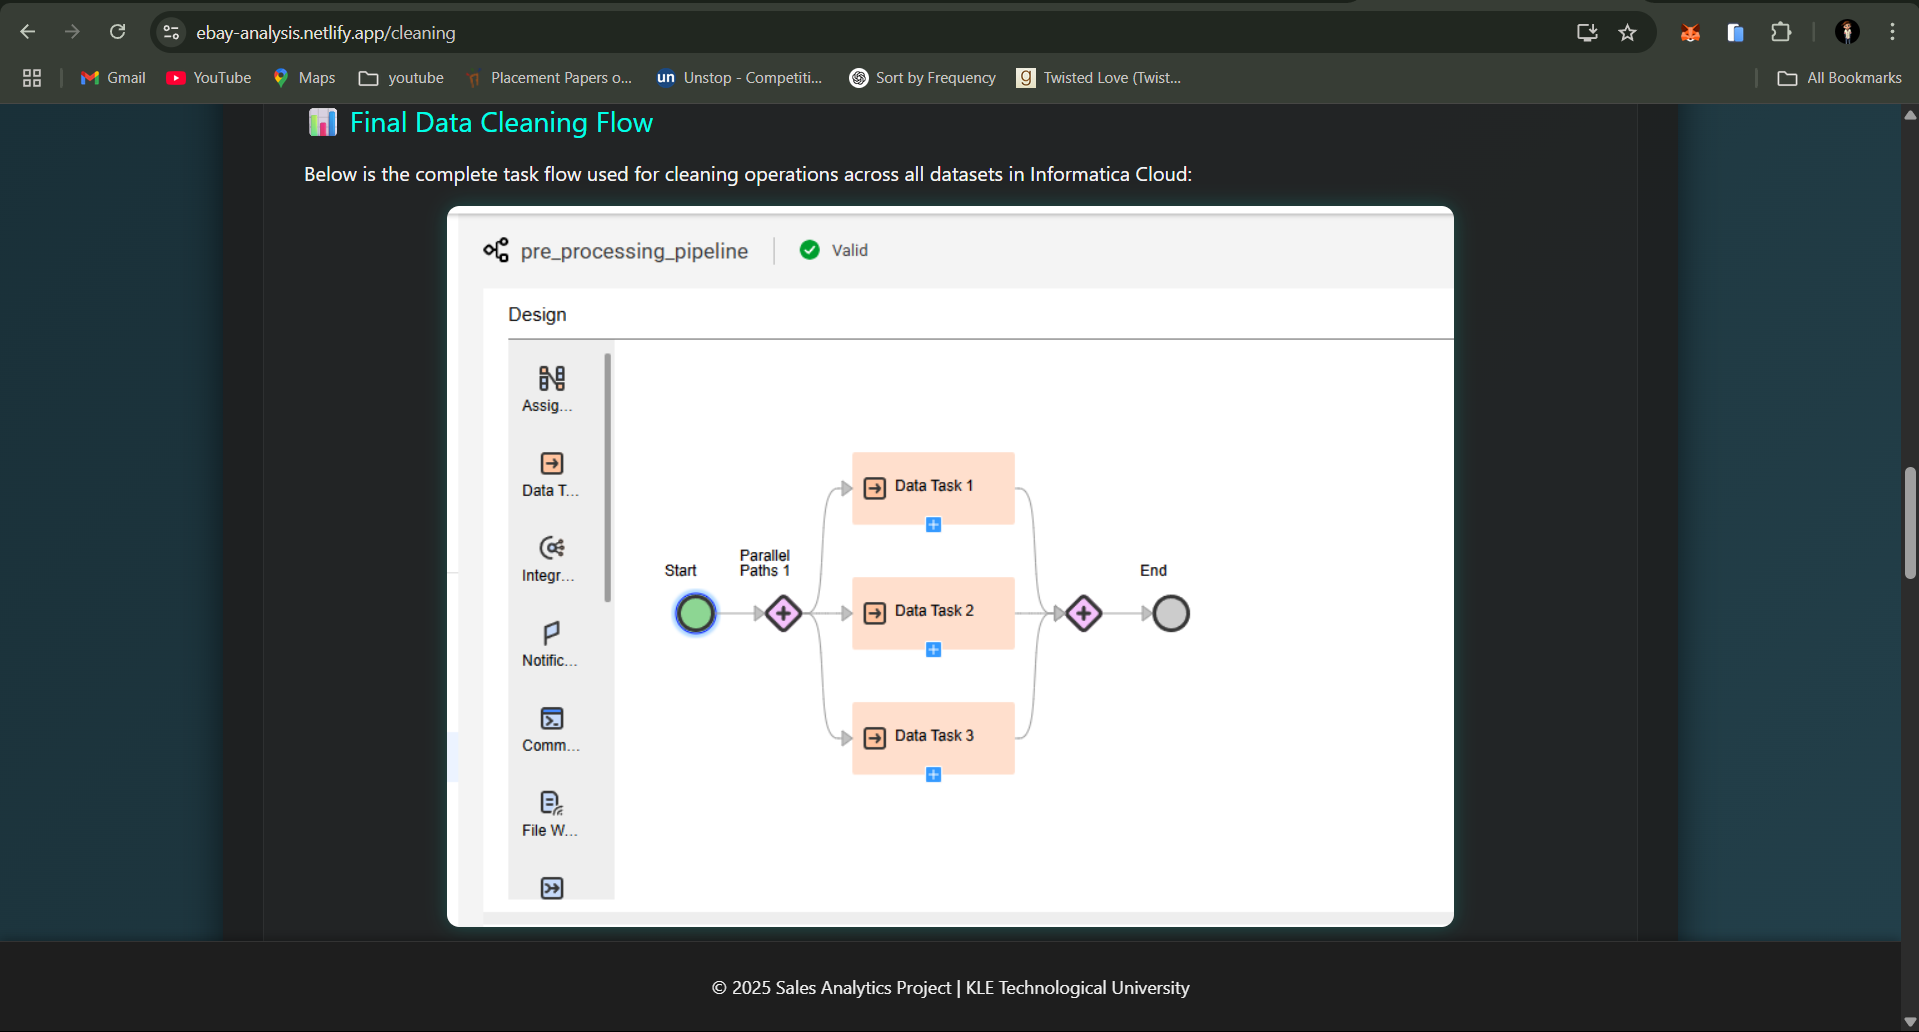 ebay-analysis.netlify.app/cleaning
Gmail
YouTube
Maps
youtube
Placement Papers o...
un
Unstop - Competiti...
Sort by Frequency
g
Twisted Love (Twist...
All Bookmarks
Final Data Cleaning Flow
Below is the complete task flow used for cleaning operations across all datasets in Informatica Cloud:
pre_processing_pipeline
Valid
Design
Assig...
Data T...
Integr...
Notific...
Comm...
File W...
Start
Parallel
Paths 1
Data Task 1
Data Task 2
Data Task 3
End
© 2025 Sales Analytics Project | KLE Technological University